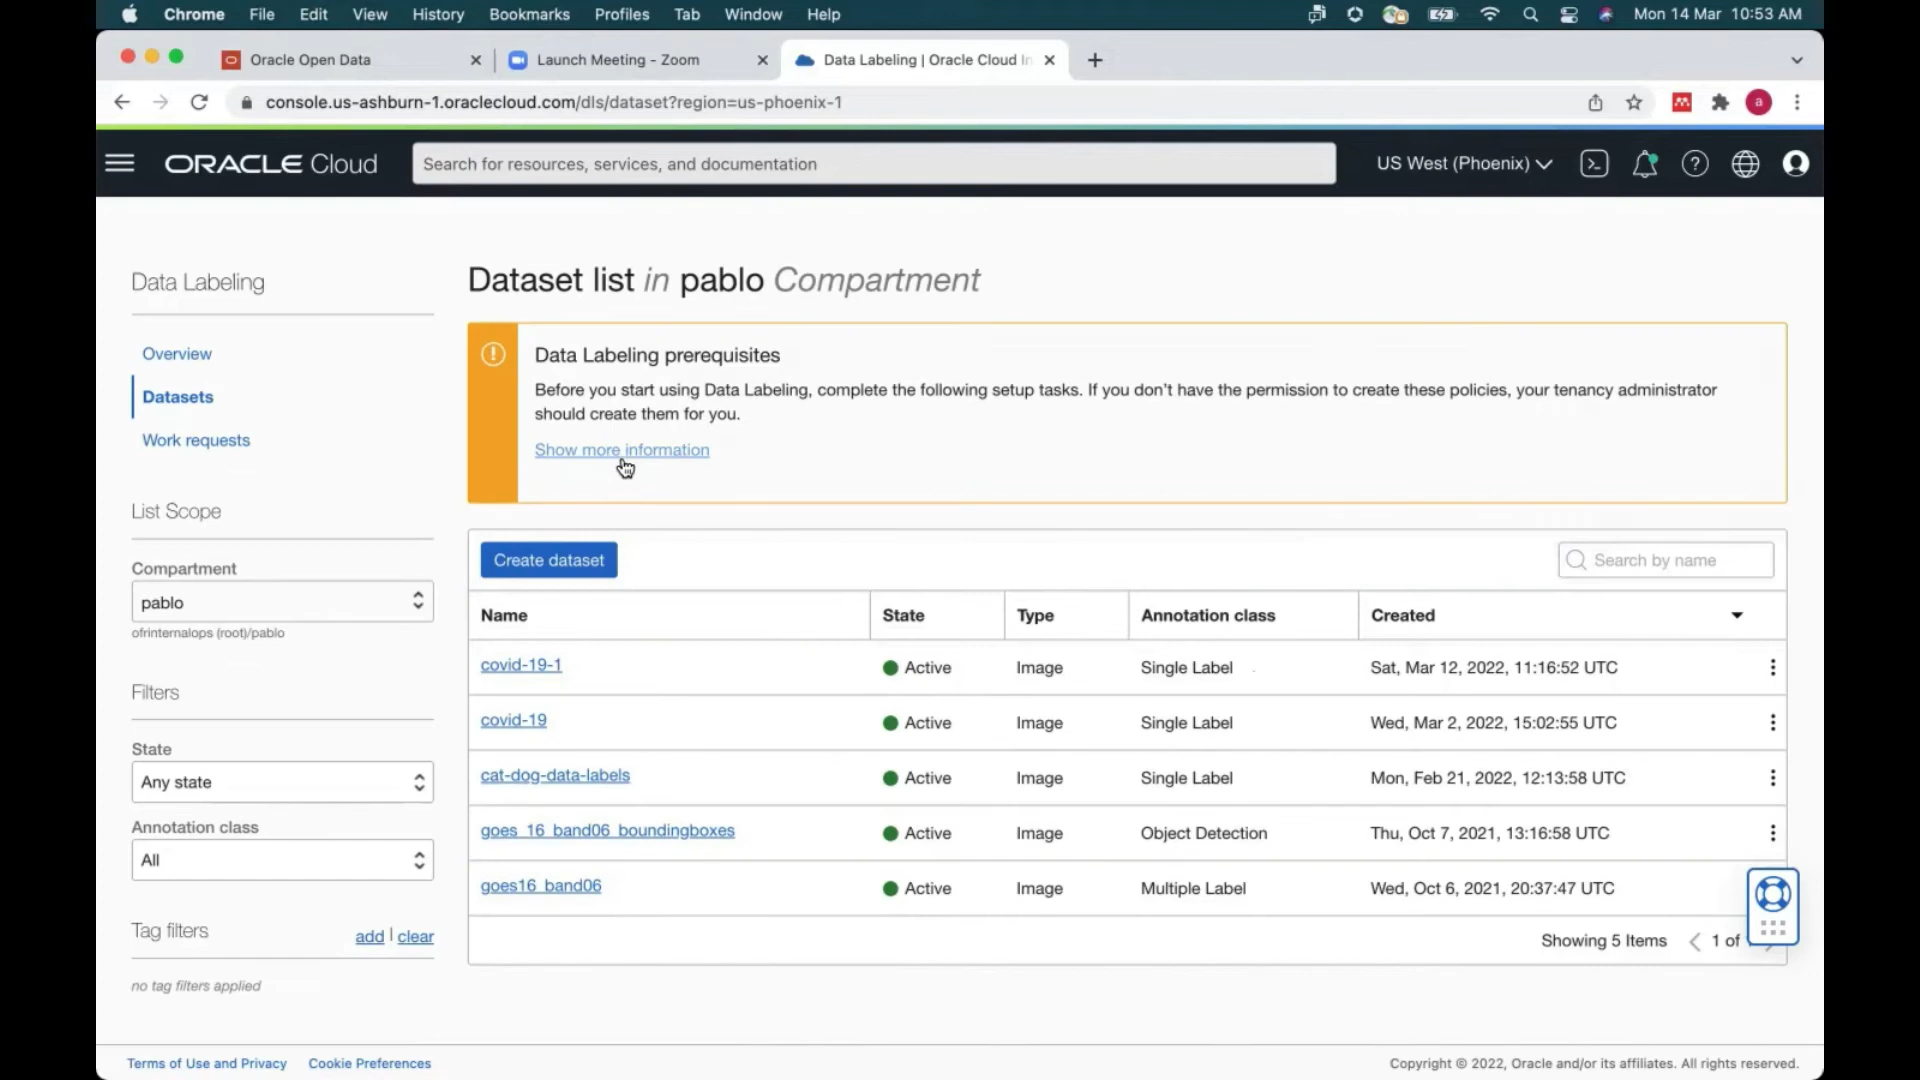 Chrome File Edit View History Bookmarks Profiles Tab Window Help Mon 14 Mar 10:53 AM
Oracle Open Data Launch Meeting - Zoom Data Labeling | Oracle Cloud In
console.us-ashburn-1.oraclecloud.com/dls/dataset?region=us-phoenix-1 a
ORACLE Cloud Search for resources, services, and documentation US West (Phoenix)
Data Labeling
Overview
Datasets
Work requests
List Scope
Compartment
pablo
ofrinternalops (root)/pablo
Filters
State
Any state
Annotation class
All
Tag filters add | clear
no tag filters applied
Dataset list in pablo Compartment
Data Labeling prerequisites
Before you start using Data Labeling, complete the following setup tasks. If you don't have the permission to create these policies, your tenancy administrator
should create them for you.
Show more information
Create dataset Search by name
Name State Type Annotation class Created
covid-19-1 Active Image Single Label Sat, Mar 12, 2022, 11:16:52 UTC
covid-19 Active Image Single Label Wed, Mar 2, 2022, 15:02:55 UTC
cat-dog-data-labels Active Image Single Label Mon, Feb 21, 2022, 12:13:58 UTC
goes_16_band06_boundingboxes Active Image Object Detection Thu, Oct 7, 2021, 13:16:58 UTC
goes16_band06 Active Image Multiple Label Wed, Oct 6, 2021, 20:37:47 UTC
Showing 5 Items 1 of
Terms of Use and Privacy Cookie Preferences Copyright © 2022, Oracle and/or its affiliates. All rights reserved.